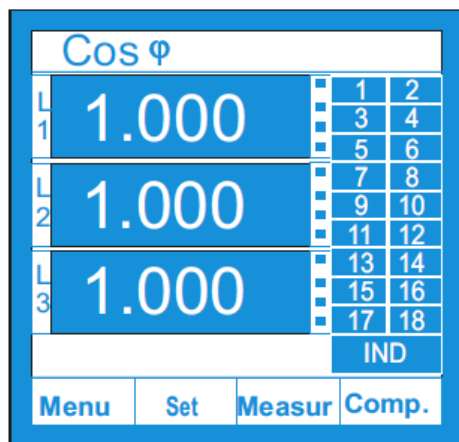 Cos φ
L1 1.000
L2 1.000
L3 1.000
1 2
3 4
5 6
7 8
9 10
11 12
13 14
15 16
17 18
IND
Menu Set Measur Comp.